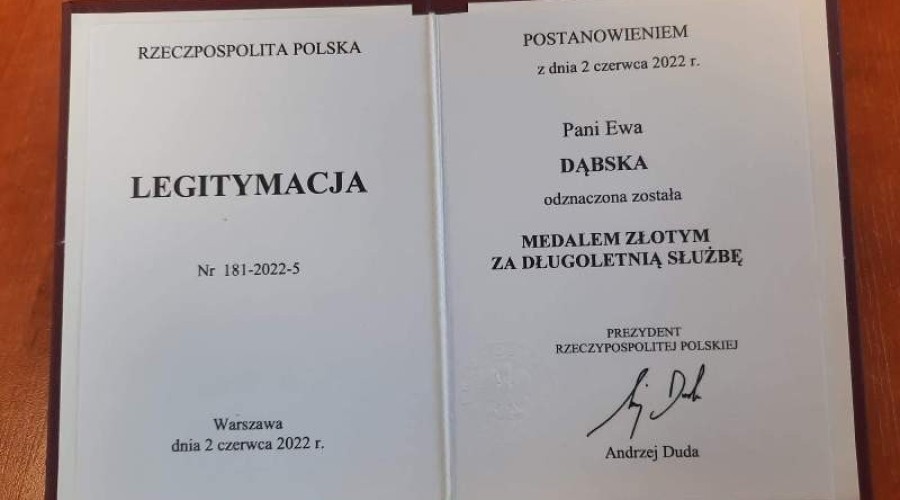 RZECZPOSPOLITA POLSKA
LEGITYMACJA
Nr 181-2022-5
Warszawa
dnia 2 czerwca 2022 r.
POSTANOWIENIEM
z dnia 2 czerwca 2022 r.
Pani Ewa
DĄBSKA
odznaczona została
MEDALEM ZŁOTYM
ZA DŁUGOLETNIĄ SŁUŻBĘ
PREZYDENT
RZECZYPOSPOLITEJ POLSKIEJ
Andrzej Duda